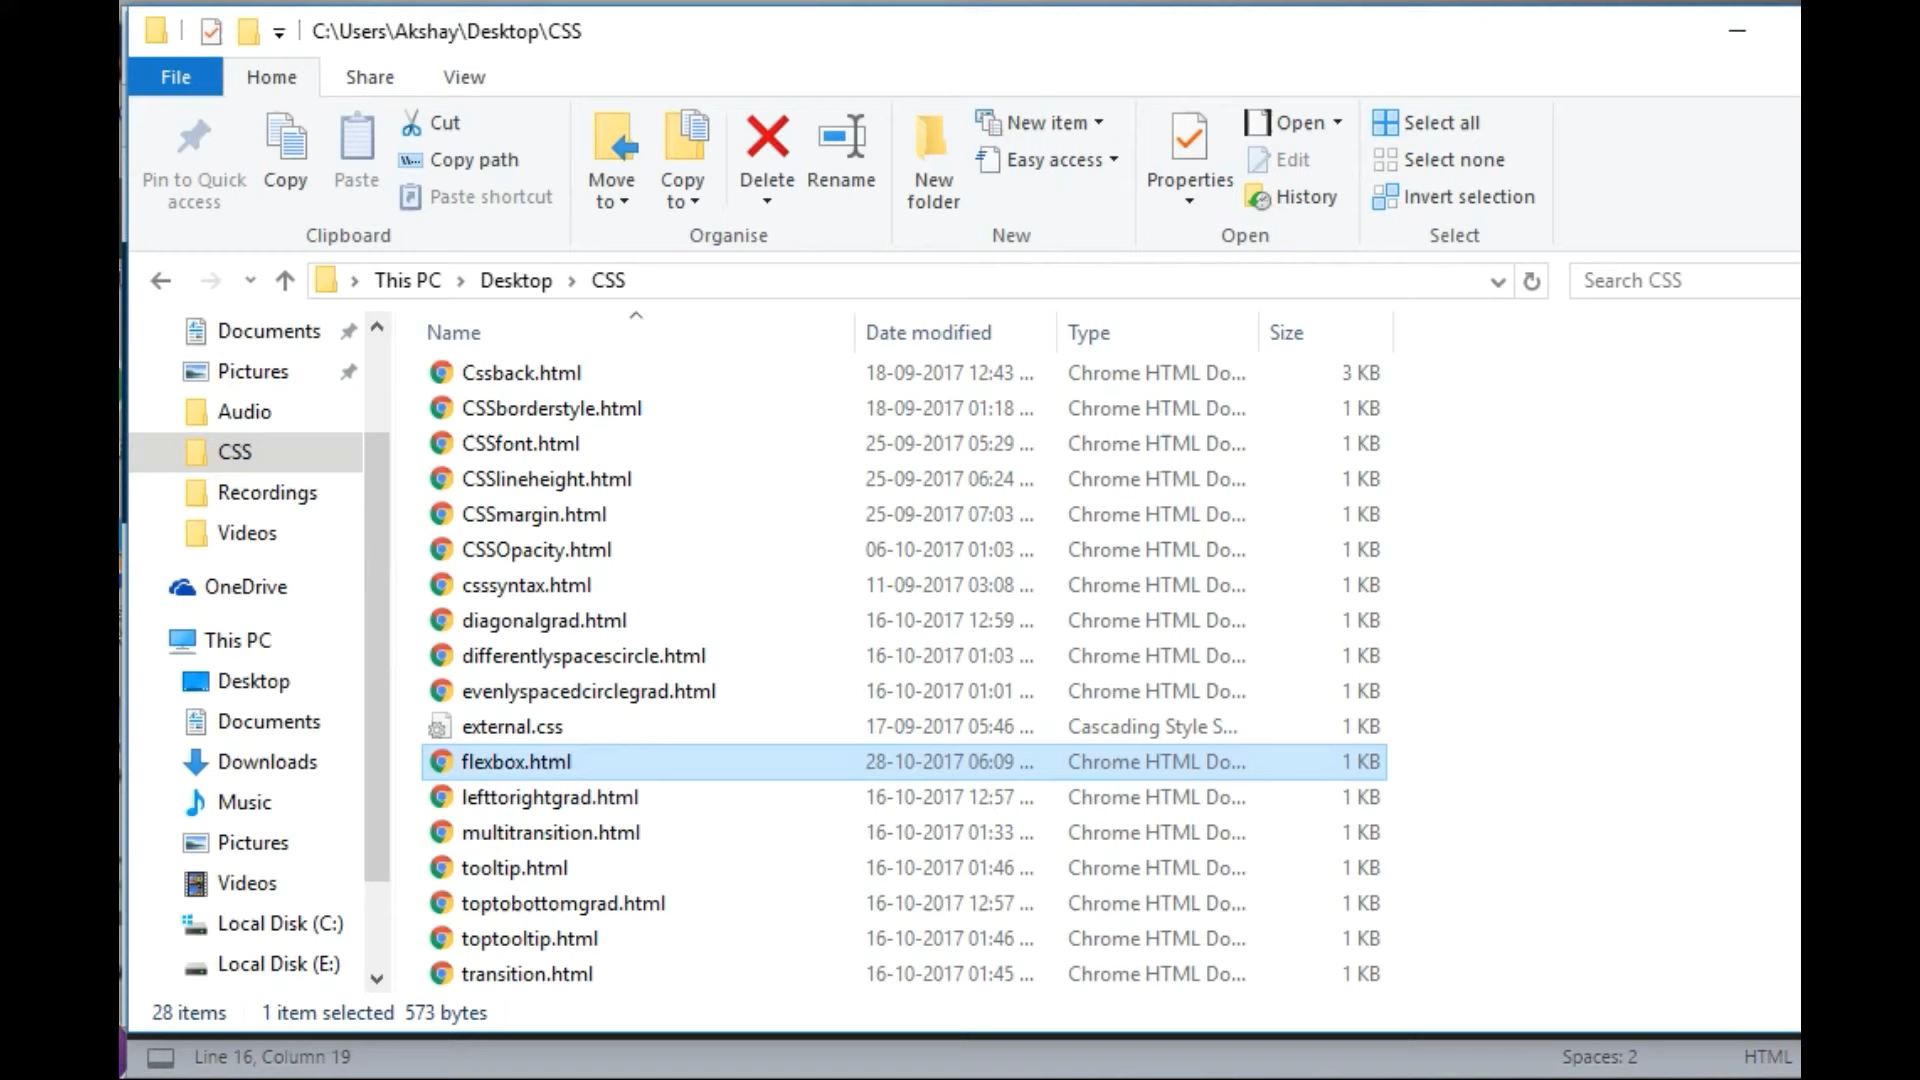 C:\Users\Akshay\Desktop\CSS
File Home Share View
Pin to Quick access
Copy
Paste
Cut
Copy path
Paste shortcut
Clipboard
Move to
Copy to
Delete
Rename
Organise
New folder
New item
Easy access
New
Properties
Open
Edit
History
Open
Select all
Select none
Invert selection
Select
This PC > Desktop > CSS
Search CSS
Documents
Pictures
Audio
CSS
Recordings
Videos
OneDrive
This PC
Desktop
Documents
Downloads
Music
Pictures
Videos
Local Disk (C:)
Local Disk (E:)
Name Date modified Type Size
Cssback.html 18-09-2017 12:43 ... Chrome HTML Do... 3 KB
CSSborderstyle.html 18-09-2017 01:18 ... Chrome HTML Do... 1 KB
CSSfont.html 25-09-2017 05:29 ... Chrome HTML Do... 1 KB
CSSlineheight.html 25-09-2017 06:24 ... Chrome HTML Do... 1 KB
CSSmargin.html 25-09-2017 07:03 ... Chrome HTML Do... 1 KB
CSSOpacity.html 06-10-2017 01:03 ... Chrome HTML Do... 1 KB
csssyntax.html 11-09-2017 03:08 ... Chrome HTML Do... 1 KB
diagonalgrad.html 16-10-2017 12:59 ... Chrome HTML Do... 1 KB
differentlyspacescircle.html 16-10-2017 01:03 ... Chrome HTML Do... 1 KB
evenlyspacedcirclegrad.html 16-10-2017 01:01 ... Chrome HTML Do... 1 KB
external.css 17-09-2017 05:46 ... Cascading Style S... 1 KB
flexbox.html 28-10-2017 06:09 ... Chrome HTML Do... 1 KB
lefttorightgrad.html 16-10-2017 12:57 ... Chrome HTML Do... 1 KB
multitransition.html 16-10-2017 01:33 ... Chrome HTML Do... 1 KB
tooltip.html 16-10-2017 01:46 ... Chrome HTML Do... 1 KB
toptobottomgrad.html 16-10-2017 12:57 ... Chrome HTML Do... 1 KB
toptooltip.html 16-10-2017 01:46 ... Chrome HTML Do... 1 KB
transition.html 16-10-2017 01:45 ... Chrome HTML Do... 1 KB
28 items 1 item selected 573 bytes
Line 16, Column 19 Spaces: 2 HTML